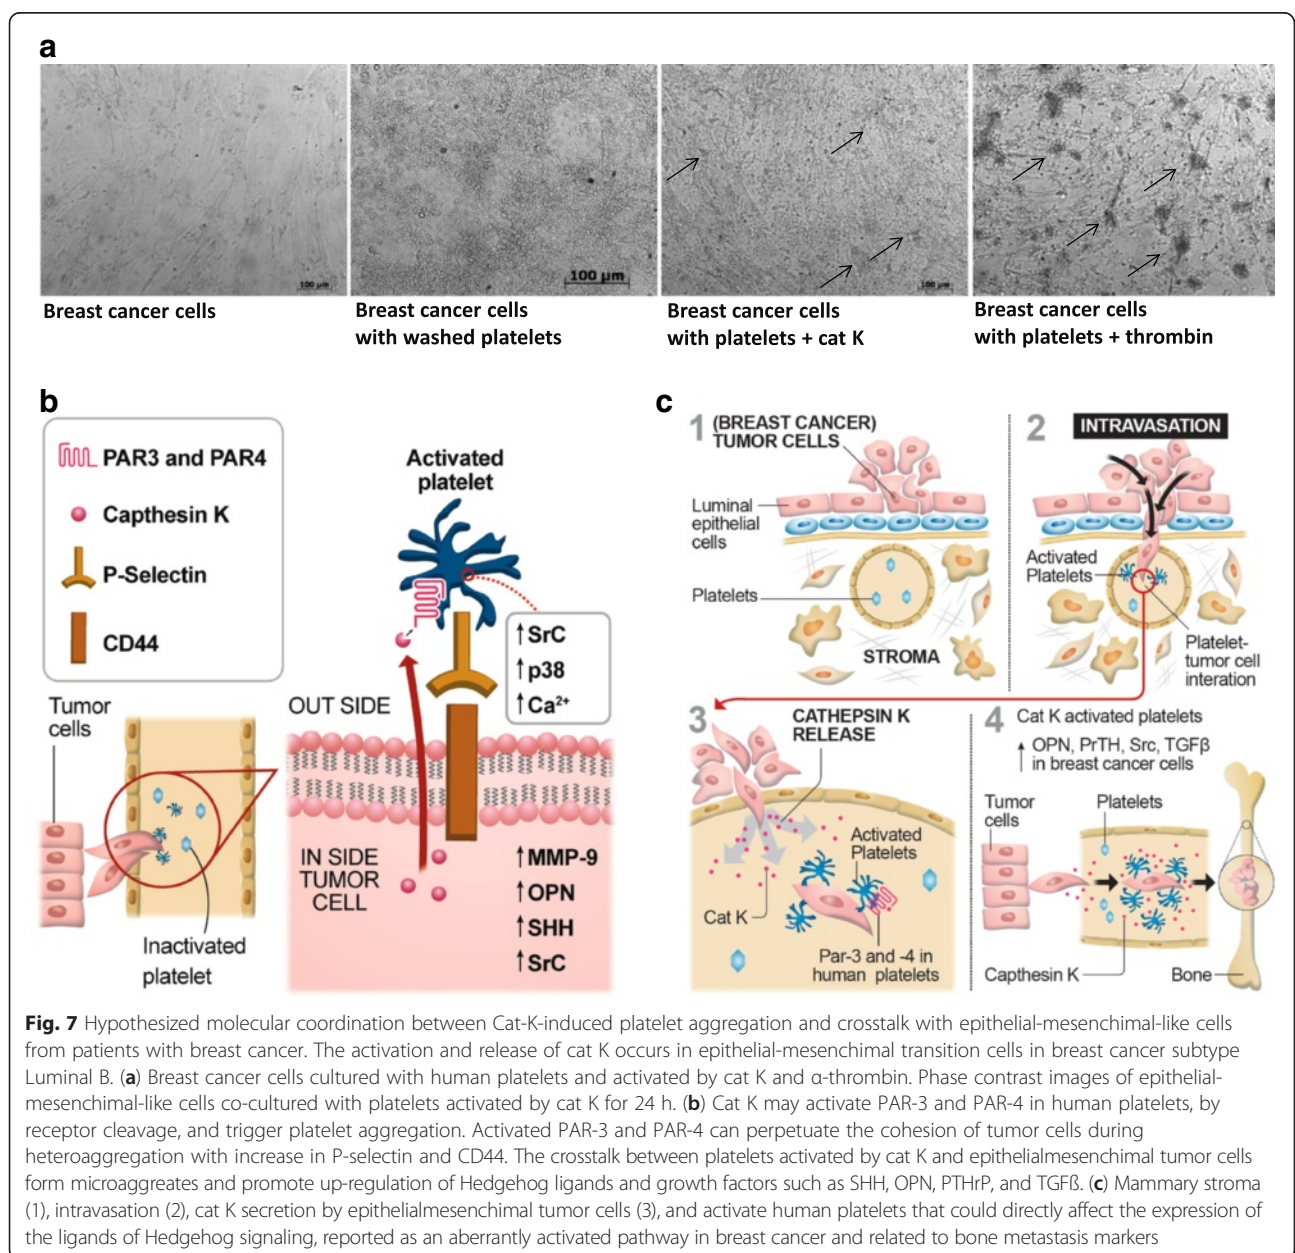 a
100 µm
100 µm
100 µm
Breast cancer cells
Breast cancer cells
with washed platelets
Breast cancer cells
with platelets + cat K
Breast cancer cells
with platelets + thrombin
b
PAR3 and PAR4
Capthesin K
P-Selectin
CD44
Activated
platelet
↑SrC
↑p38
↑Ca²⁺
Tumor
cells
OUT SIDE
IN SIDE
TUMOR
CELL
↑MMP-9
↑OPN
↑SHH
↑SrC
Inactivated
platelet
c
1 (BREAST CANCER)
TUMOR CELLS
Luminal
epithelial
cells
Platelets
STROMA
2 INTRAVASATION
Activated
Platelets
Platelet-
tumor cell
interation
3 CATHEPSIN K
RELEASE
Activated
Platelets
Cat K
Par-3 and -4 in
human platelets
4 Cat K activated platelets
↑ OPN, PrTH, Src, TGFβ
in breast cancer cells
Tumor
cells
Platelets
Capthesin K
Bone
Fig. 7 Hypothesized molecular coordination between Cat-K-induced platelet aggregation and crosstalk with epithelial-mesenchimal-like cells
from patients with breast cancer. The activation and release of cat K occurs in epithelial-mesenchimal transition cells in breast cancer subtype
Luminal B. (a) Breast cancer cells cultured with human platelets and activated by cat K and α-thrombin. Phase contrast images of epithelial-
mesenchimal-like cells co-cultured with platelets activated by cat K for 24 h. (b) Cat K may activate PAR-3 and PAR-4 in human platelets, by
receptor cleavage, and trigger platelet aggregation. Activated PAR-3 and PAR-4 can perpetuate the cohesion of tumor cells during
heteroaggregation with increase in P-selectin and CD44. The crosstalk between platelets activated by cat K and epithelialmesenchimal tumor cells
form microaggreates and promote up-regulation of Hedgehog ligands and growth factors such as SHH, OPN, PTHrP, and TGFß. (c) Mammary stroma
(1), intravasation (2), cat K secretion by epithelialmesenchimal tumor cells (3), and activate human platelets that could directly affect the expression of
the ligands of Hedgehog signaling, reported as an aberrantly activated pathway in breast cancer and related to bone metastasis markers